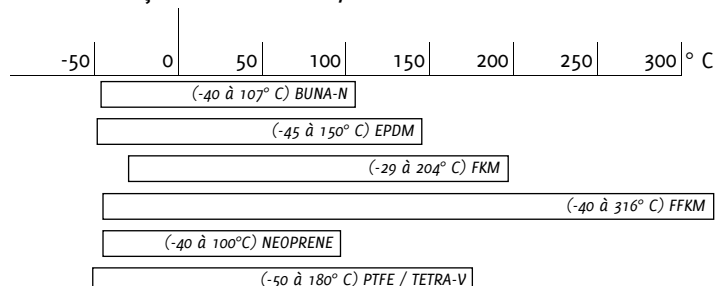 -50 0 50 100 150 200 250 300 ° C
(-40 à 107° C) BUNA-N
(-45 à 150° C) EPDM
(-29 à 204° C) FKM
(-40 à 316° C) FFKM
(-40 à 100°C) NEOPRENE
(-50 à 180° C) PTFE / TETRA-V